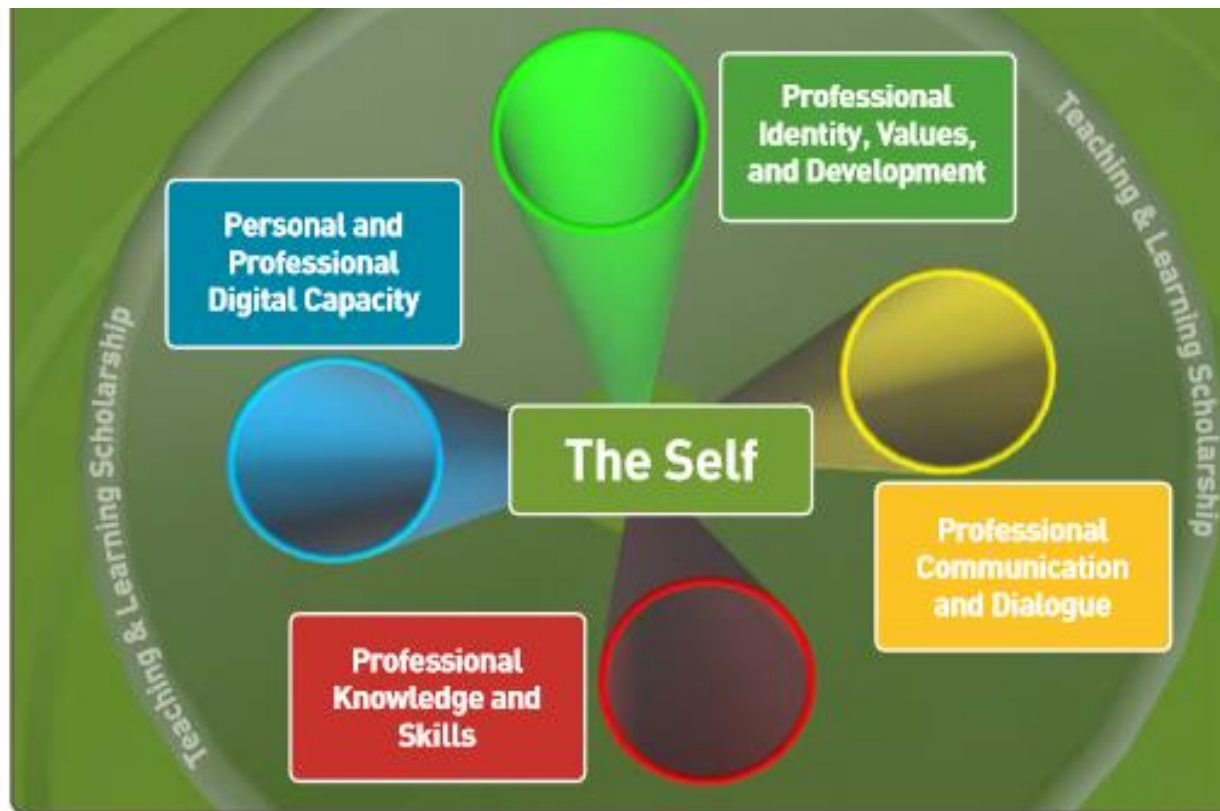 Professional
Identity, Values,
and Development
Teaching & Learning Scholarship
Personal and
Professional
Digital Capacity
The Self
Professional
Communication
and Dialogue
Teaching & Learning Scholarship
Professional
Knowledge and
Skills